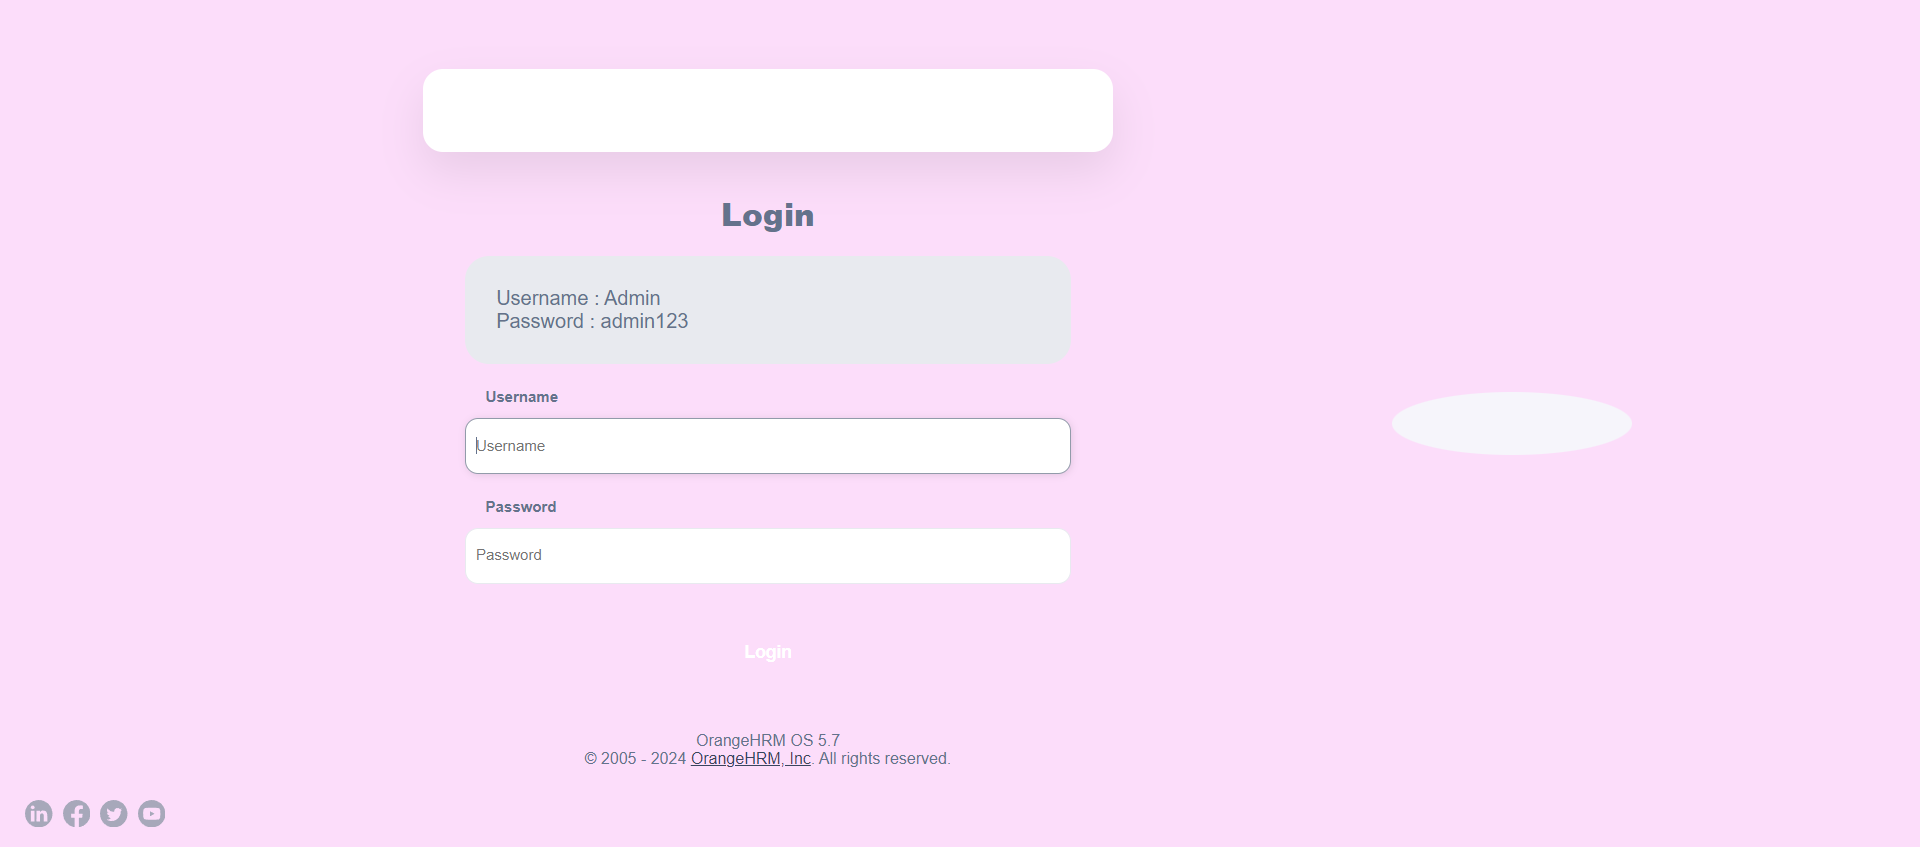 Login
Username : Admin
Password : admin123
Username
Username
Password
Password
Login
OrangeHRM OS 5.7
© 2005 - 2024 OrangeHRM, Inc. All rights reserved.
in